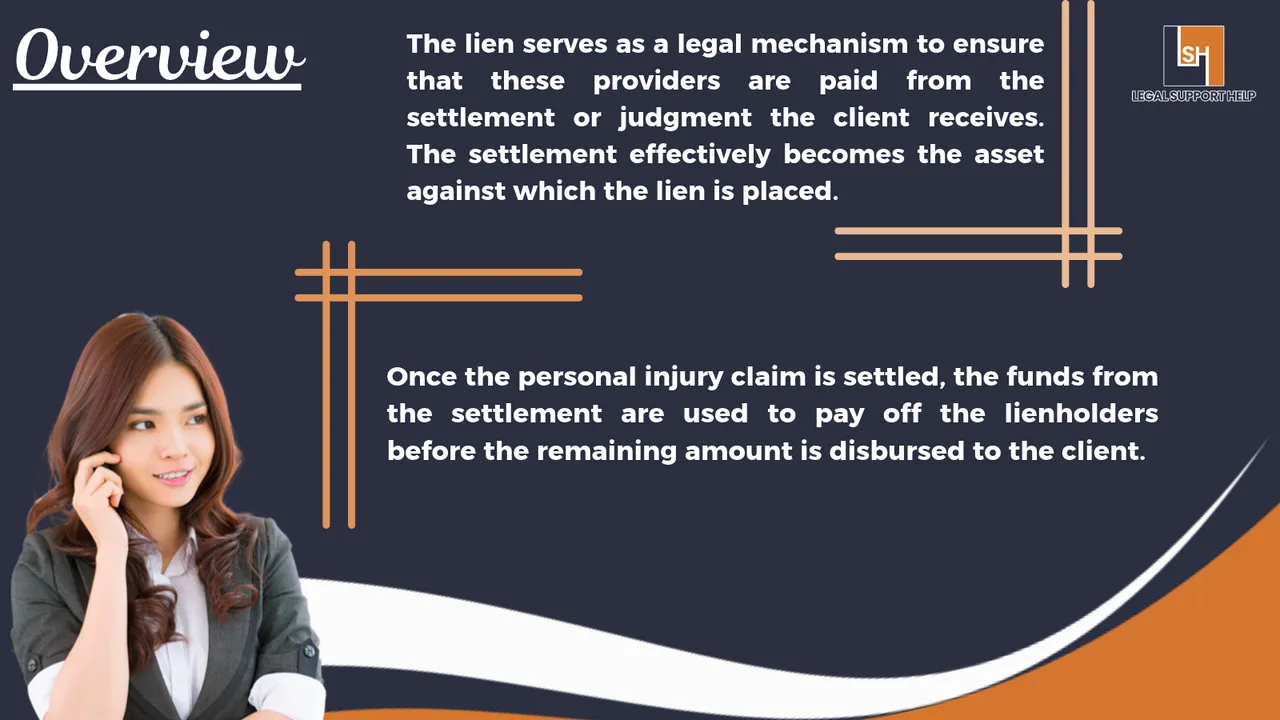 Overview
The lien serves as a legal mechanism to ensure
that these providers are paid from the
settlement or judgment the client receives.
The settlement effectively becomes the asset
against which the lien is placed.
LSH
LEGAL SUPPORT HELP
Once the personal injury claim is settled, the funds from
the settlement are used to pay off the lienholders
before the remaining amount is disbursed to the client.